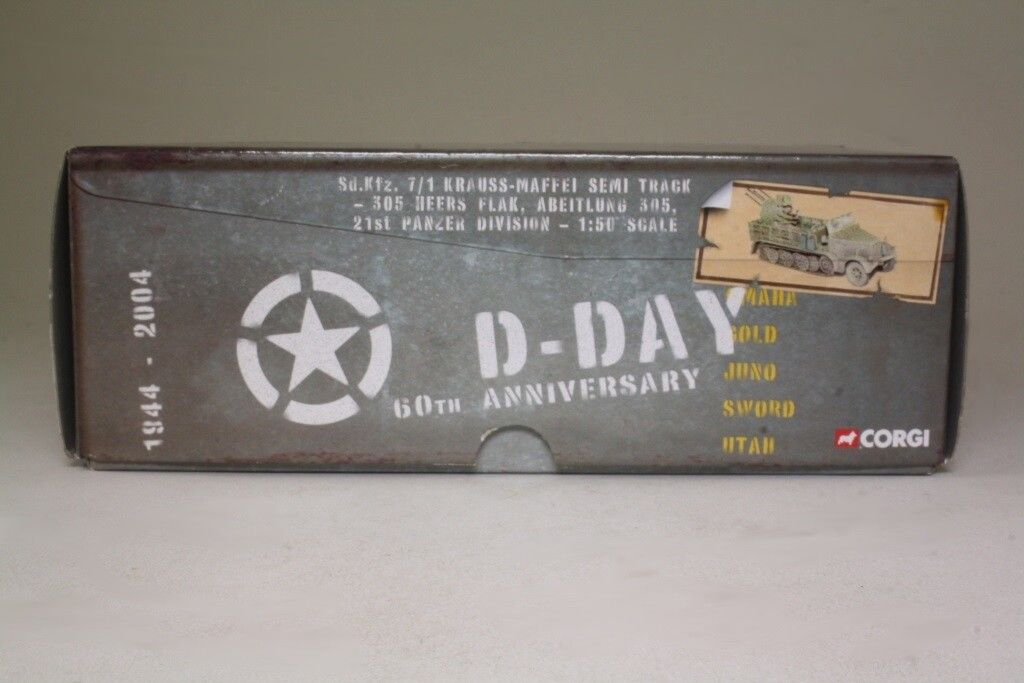 Sd.Kfz. 7/1 KRAUSS-MAFFEI SEMI TRACK
- 305 HEERS FLAK, ABEITLUNG 305,
21st PANZER DIVISION - 1:50 SCALE
1944 - 2004
D-DAY
60TH ANNIVERSARY
OMAHA
GOLD
JUNO
SWORD
UTAH
CORGI